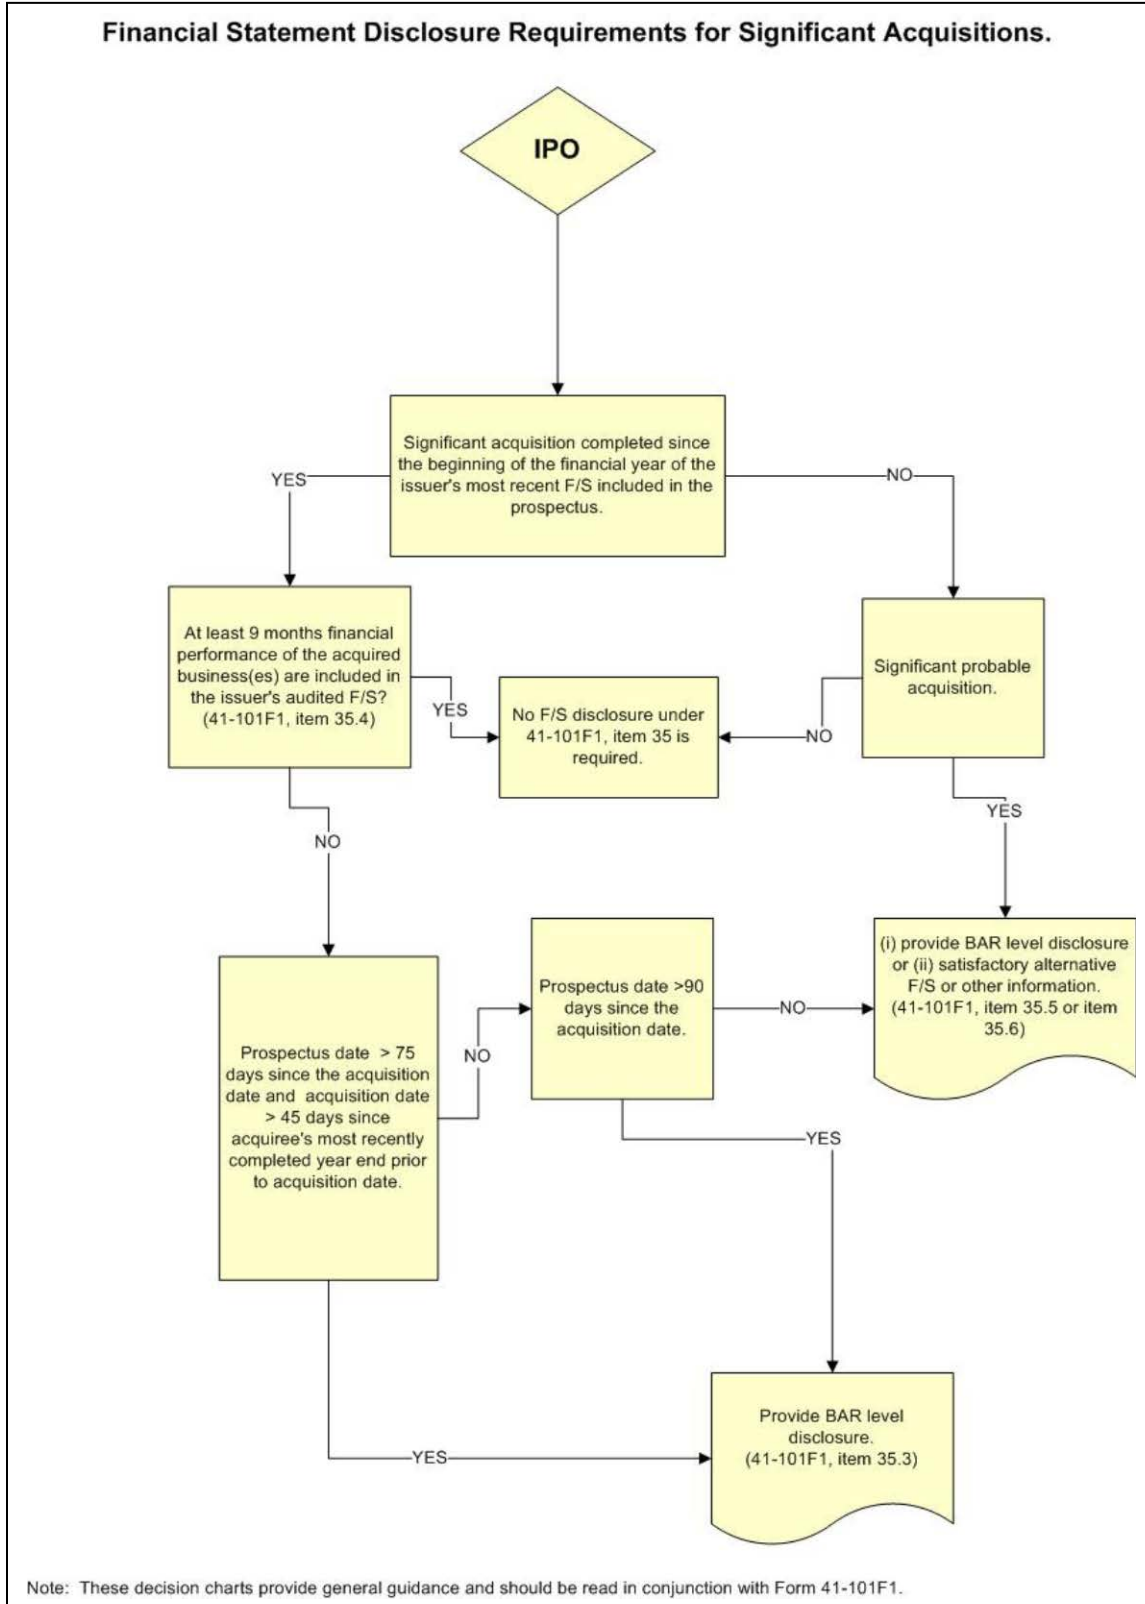 Financial Statement Disclosure Requirements for Significant Acquisitions.
IPO
Significant acquisition completed since
the beginning of the financial year of the
issuer's most recent F/S included in the
prospectus.
YES
NO
At least 9 months financial
performance of the acquired
business(es) are included in
the issuer's audited F/S?
(41-101F1, item 35.4)
Significant probable
acquisition.
YES
No F/S disclosure under
41-101F1, item 35 is
required.
NO
YES
NO
(i) provide BAR level disclosure
or (ii) satisfactory alternative
F/S or other information.
(41-101F1, item 35.5 or item
35.6)
Prospectus date >90
days since the
acquisition date.
NO
Prospectus date > 75
days since the acquisition
date and acquisition date
> 45 days since
acquiree's most recently
completed year end prior
to acquisition date.
NO
YES
Provide BAR level
disclosure.
(41-101F1, item 35.3)
YES
Note: These decision charts provide general guidance and should be read in conjunction with Form 41-101F1.